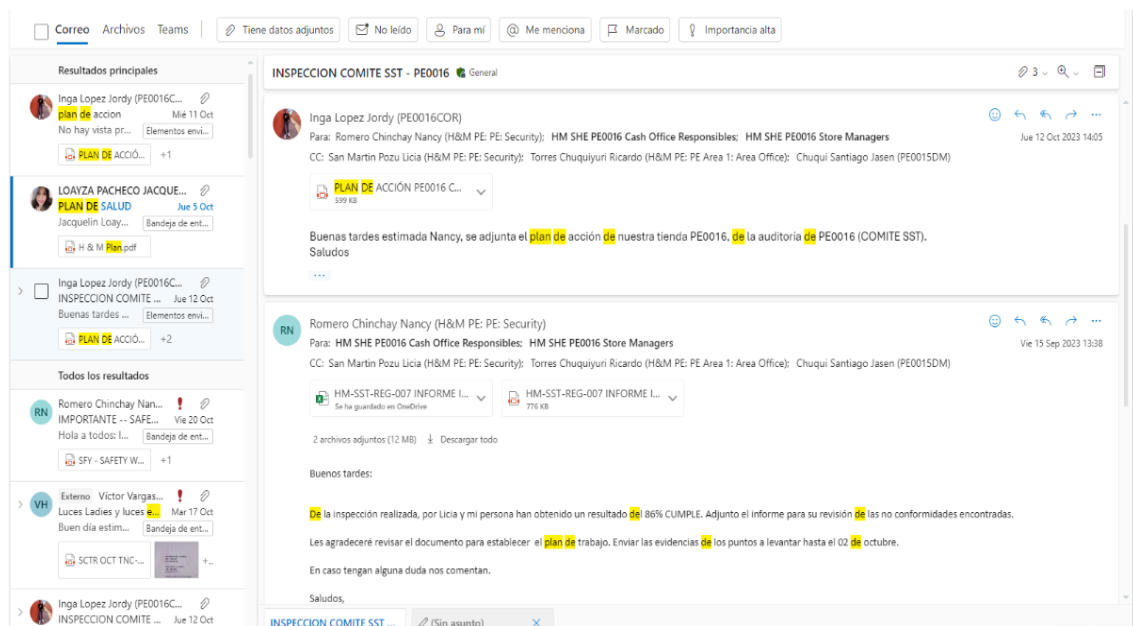 Correo Archivos Teams Tiene datos adjuntos No leído Para mí Me menciona Marcado Importancia alta
Resultados principales
Inga Lopez Jordy (PE0016C...
plan de accion Mié 11 Oct
No hay vista pr... Elementos envi...
PLAN DE ACCIÓ... +1
LOAYZA PACHECO JACQUE...
PLAN DE SALUD Jue 5 Oct
Jacquelin Loay... Bandeja de ent...
H & M Plan.pdf
Inga Lopez Jordy (PE0016C...
INSPECCION COMITE ... Jue 12 Oct
Buenas tardes ... Elementos envi...
PLAN DE ACCIÓ... +2
Todos los resultados
RN
Romero Chinchay Nan...
IMPORTANTE -- SAFE... Vie 20 Oct
Hola a todos: I... Bandeja de ent...
SFY - SAFETY W... +1
VH
Externo Víctor Vargas...
Luces Ladies y luces e... Mar 17 Oct
Buen día estim... Bandeja de ent...
SCTR OCT TNC-... +...
Inga Lopez Jordy (PE0016C...
INSPECCION COMITE ... Jue 12 Oct
INSPECCION COMITE SST - PE0016 General 3
Inga Lopez Jordy (PE0016COR)
Para: Romero Chinchay Nancy (H&M PE: PE: Security); HM SHE PE0016 Cash Office Responsibles; HM SHE PE0016 Store Managers Jue 12 Oct 2023 14:05
CC: San Martin Pozu Licia (H&M PE: PE: Security); Torres Chuquiyuri Ricardo (H&M PE: PE Area 1: Area Office); Chuqui Santiago Jasen (PE0015DM)
PLAN DE ACCIÓN PE0016 C...
599 KB
Buenas tardes estimada Nancy, se adjunta el plan de acción de nuestra tienda PE0016, de la auditoría de PE0016 (COMITE SST).
Saludos
...
RN
Romero Chinchay Nancy (H&M PE: PE: Security)
Para: HM SHE PE0016 Cash Office Responsibles; HM SHE PE0016 Store Managers Vie 15 Sep 2023 13:38
CC: San Martin Pozu Licia (H&M PE: PE: Security); Torres Chuquiyuri Ricardo (H&M PE: PE Area 1: Area Office); Chuqui Santiago Jasen (PE0015DM)
HM-SST-REG-007 INFORME I... HM-SST-REG-007 INFORME I...
Se ha guardado en OneDrive 776 KB
2 archivos adjuntos (12 MB) Descargar todo
Buenos tardes:
De la inspección realizada, por Licia y mi persona han obtenido un resultado del 86% CUMPLE. Adjunto el informe para su revisión de las no conformidades encontradas.
Les agradeceré revisar el documento para establecer el plan de trabajo. Enviar las evidencias de los puntos a levantar hasta el 02 de octubre.
En caso tengan alguna duda nos comentan.
Saludos,
INSPECCION COMITE SST ... (Sin asunto)